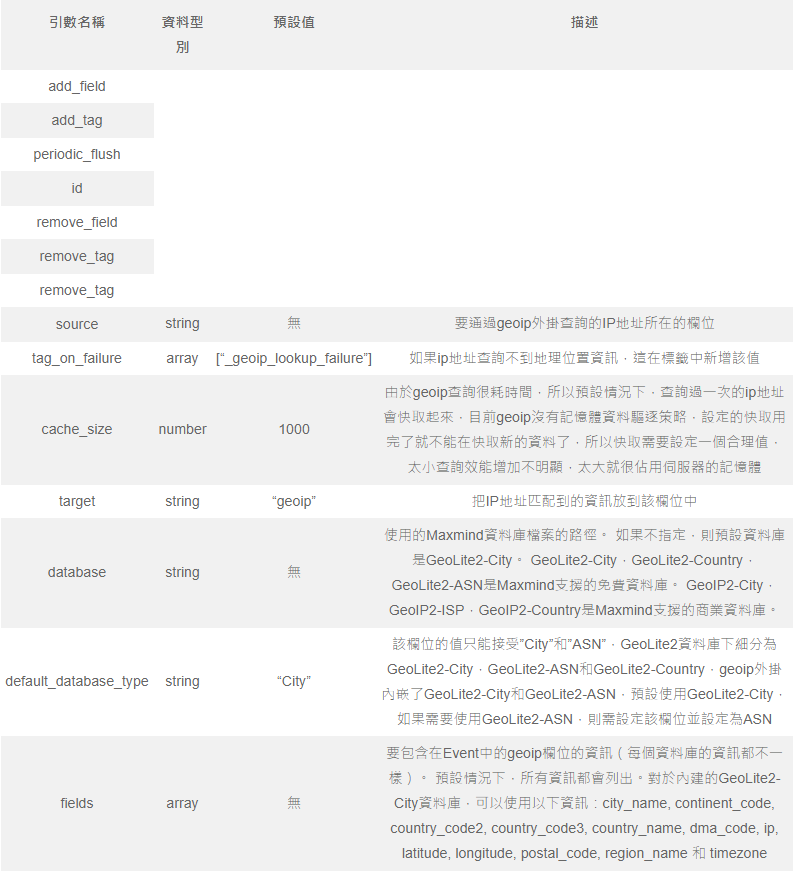 引數名稱 資料型別 預設值 描述
add_field
add_tag
periodic_flush
id
remove_field
remove_tag
remove_tag
source string 無 要通過geoip外掛查詢的IP地址所在的欄位
tag_on_failure array [“_geoip_lookup_failure”] 如果ip地址查詢不到地理位置資訊，這在標籤中新增該值
cache_size number 1000 由於geoip查詢很耗時間，所以預設情況下，查詢過一次的ip地址
會快取起來，目前geoip沒有記憶體資料驅逐策略，設定的快取用
完了就不能在快取新的資料了，所以快取需要設定一個合理值，
太小查詢效能增加不明顯，太大就很佔用伺服器的記憶體
target string “geoip” 把IP地址匹配到的資訊放到該欄位中
database string 無 使用的Maxmind資料庫檔案的路徑。 如果不指定，則預設資料庫
是GeoLite2-City。 GeoLite2-City，GeoLite2-Country，
GeoLite2-ASN是Maxmind支援的免費資料庫。 GeoIP2-City，
GeoIP2-ISP，GeoIP2-Country是Maxmind支援的商業資料庫。
default_database_type string “City” 該欄位的值只能接受”City”和”ASN”，GeoLite2資料庫下細分為
GeoLite2-City，GeoLite2-ASN和GeoLite2-Country，geoip外掛
內嵌了GeoLite2-City和GeoLite2-ASN，預設使用GeoLite2-City，
如果需要使用GeoLite2-ASN，則需設定該欄位並設定為ASN
fields array 無 要包含在Event中的geoip欄位的資訊（每個資料庫的資訊都不一
樣）。 預設情況下，所有資訊都會列出。對於內建的GeoLite2-
City資料庫，可以使用以下資訊：city_name, continent_code,
country_code2, country_code3, country_name, dma_code, ip,
latitude, longitude, postal_code, region_name 和 timezone